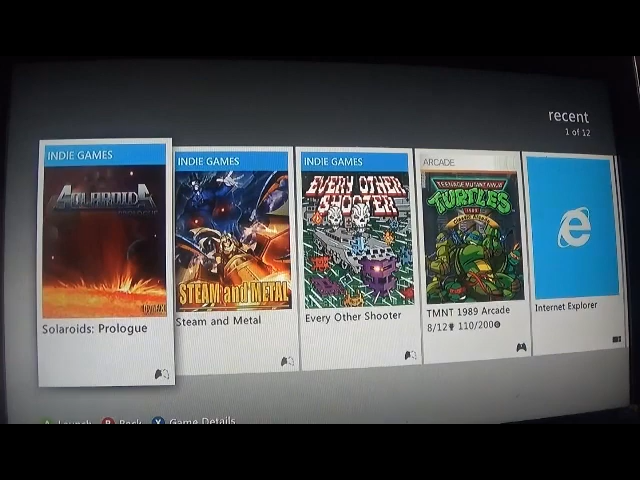 recent
1 of 12
INDIE GAMES
SOLAROIDS
PROLOGUE
Solaroids: Prologue
INDIE GAMES
STEAM and METAL
Steam and Metal
INDIE GAMES
EVERY OTHER
SHOOTER
Every Other Shooter
ARCADE
TEENAGE MUTANT NINJA
TURTLES
TMNT 1989 Arcade
8/12 110/200 G
e
Internet Explorer
A Launch B Back X Game Details